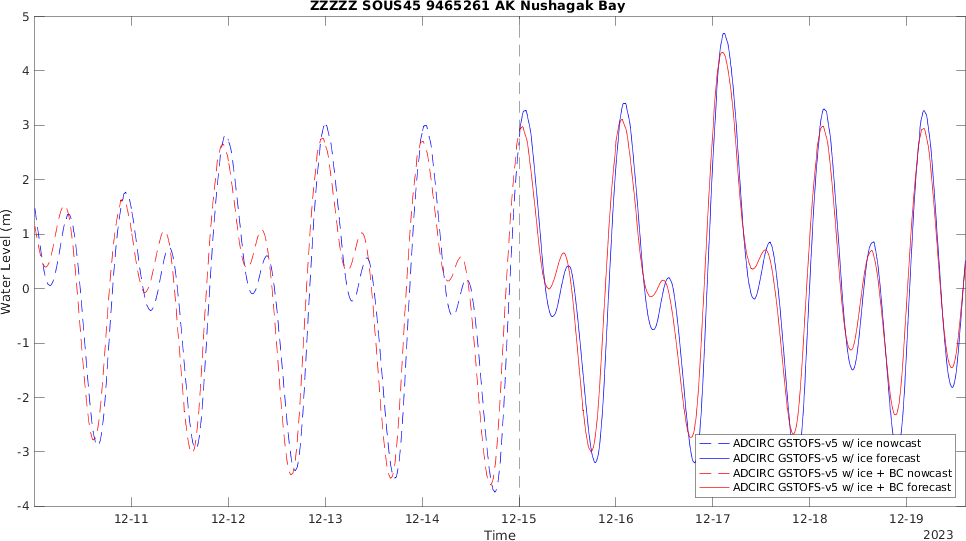 ZZZZZ SOUS45 9465261 AK Nushagak Bay
5
4
3
2
1
0
-1
-2
-3
-4
Water Level (m)
ADCIRC GSTOFS-v5 w/ ice nowcast
ADCIRC GSTOFS-v5 w/ ice forecast
ADCIRC GSTOFS-v5 w/ ice + BC nowcast
ADCIRC GSTOFS-v5 w/ ice + BC forecast
12-11 12-12 12-13 12-14 12-15 12-16 12-17 12-18 12-19
Time
2023